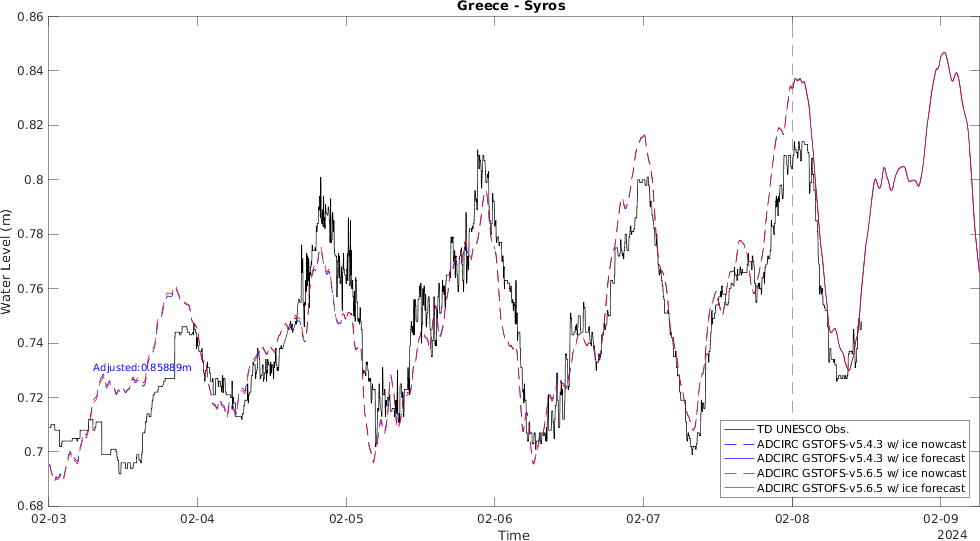 Greece - Syros
0.86
0.84
0.82
0.8
0.78
0.76
0.74
0.72
0.7
0.68
Water Level (m)
Adjusted:0.85889m
TD UNESCO Obs.
ADCIRC GSTOFS-v5.4.3 w/ ice nowcast
ADCIRC GSTOFS-v5.4.3 w/ ice forecast
ADCIRC GSTOFS-v5.6.5 w/ ice nowcast
ADCIRC GSTOFS-v5.6.5 w/ ice forecast
02-03 02-04 02-05 02-06 02-07 02-08 02-09
2024
Time